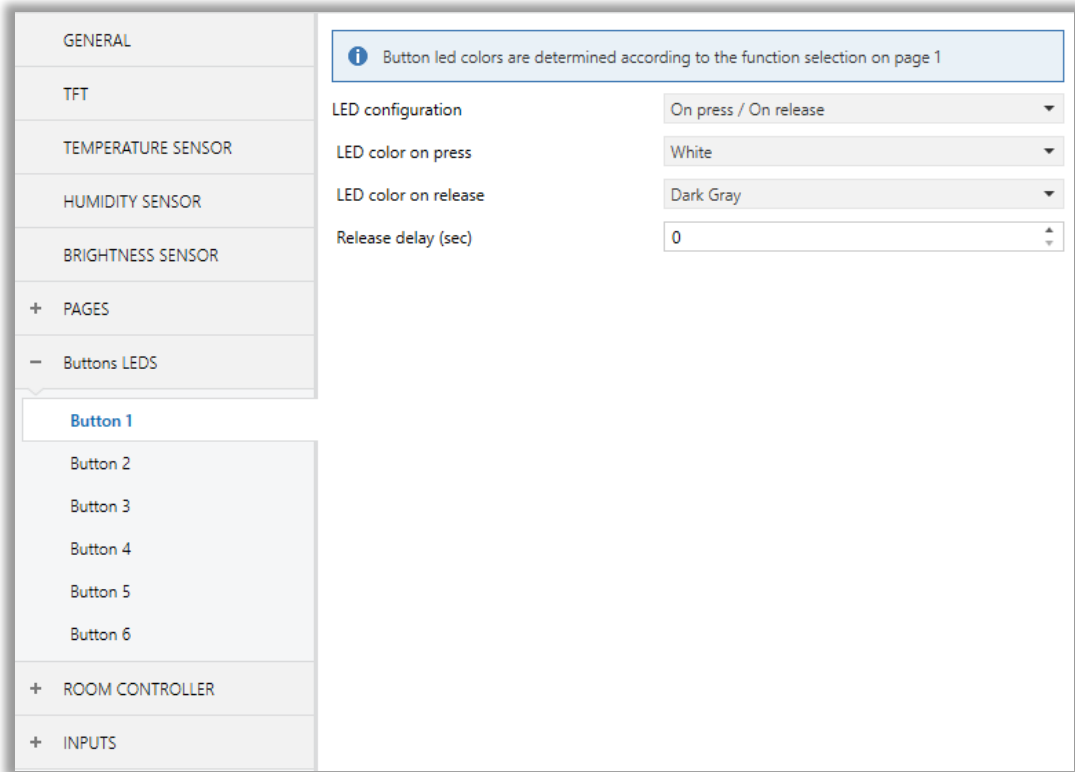 GENERAL
TFT
TEMPERATURE SENSOR
HUMIDITY SENSOR
BRIGHTNESS SENSOR
+ PAGES
− Buttons LEDS
Button 1
Button 2
Button 3
Button 4
Button 5
Button 6
+ ROOM CONTROLLER
+ INPUTS
Button led colors are determined according to the function selection on page 1
LED configuration On press / On release
LED color on press White
LED color on release Dark Gray
Release delay (sec) 0